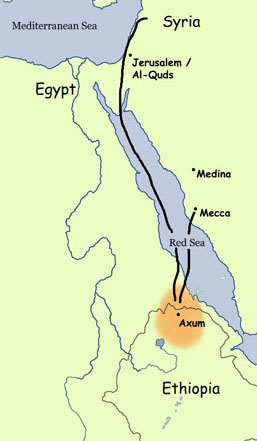 Mediterranean Sea
Syria
Jerusalem /
Al-Quds
Egypt
Medina
Mecca
Red Sea
Axum
Ethiopia